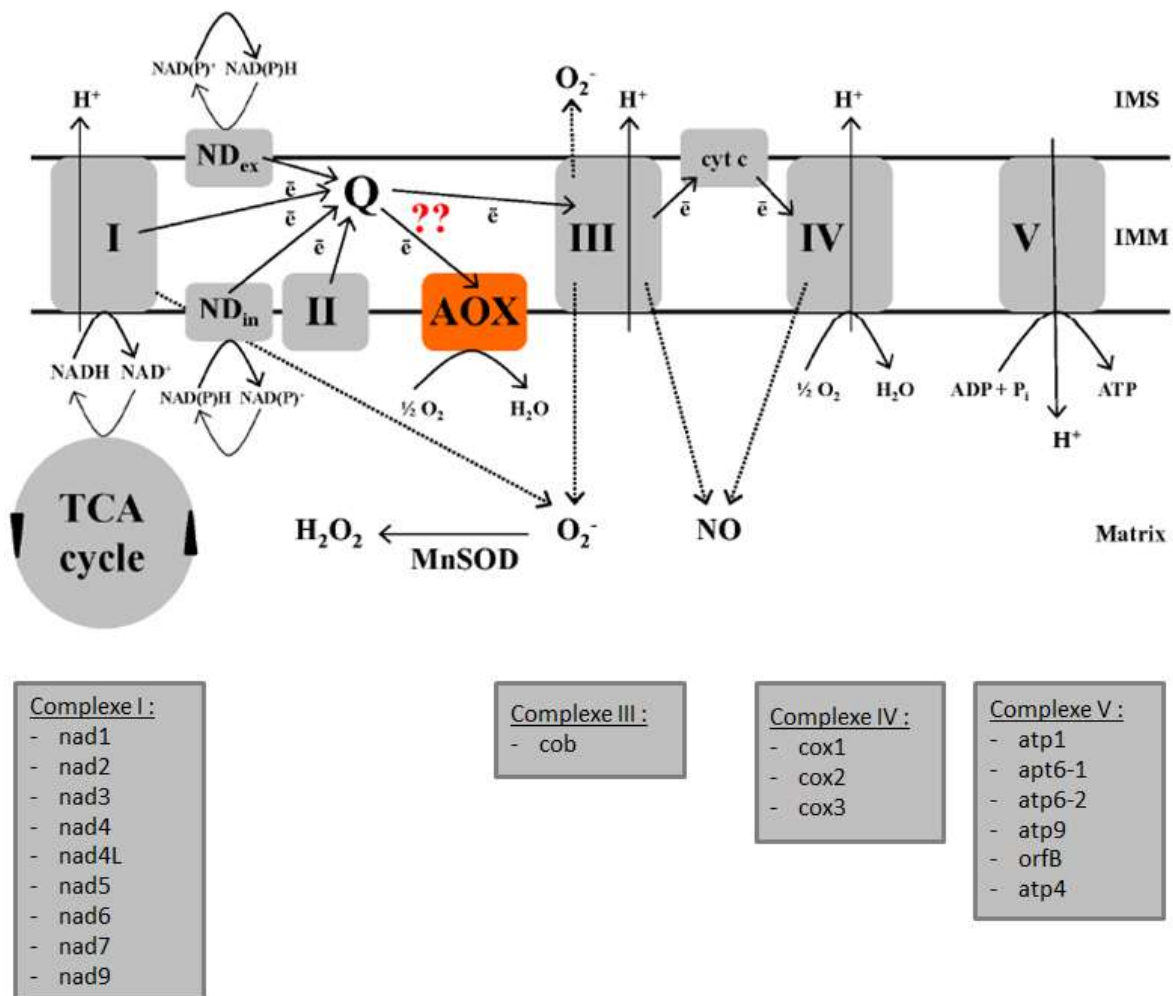 NAD(P)⁺ NAD(P)H
O₂⁻
H⁺
H⁺
H⁺
IMS
ND_ex
cyt c
Q
ē
ē
??
ē
ē
ē
I
III
IV
V
IMM
ē
ē
ē
ND_in
II
AOX
NADH NAD⁺
NAD(P)H NAD(P)⁺
½ O₂
H₂O
½ O₂
H₂O
ADP + Pᵢ
ATP
H⁺
TCA
cycle
H₂O₂
MnSOD
O₂⁻
NO
Matrix
Complexe I :
- nad1
- nad2
- nad3
- nad4
- nad4L
- nad5
- nad6
- nad7
- nad9
Complexe III :
- cob
Complexe IV :
- cox1
- cox2
- cox3
Complexe V :
- atp1
- apt6-1
- atp6-2
- atp9
- orfB
- atp4